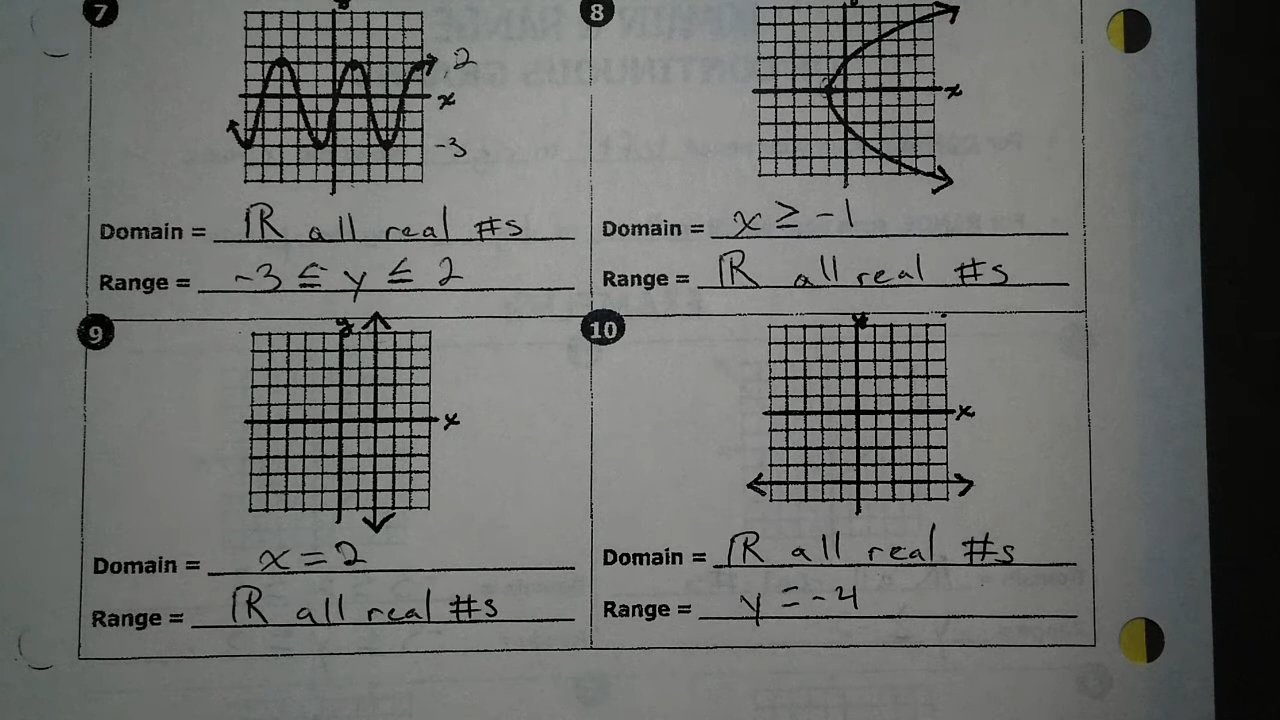 7
y
2
x
-3
Domain = ℝ all real #s
Range = -3 ≤ y ≤ 2
8
y
x
Domain = x ≥ -1
Range = ℝ all real #s
9
y
x
Domain = x = 2
Range = ℝ all real #s
10
y
x
Domain = ℝ all real #s
Range = y = -4